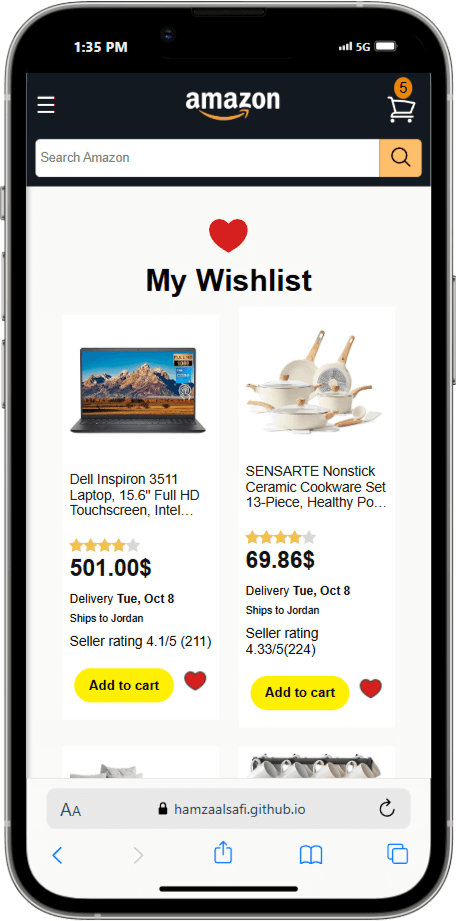 1:35 PM
5G
5
amazon
Search Amazon
My Wishlist
FULL HD
1080
Dell Inspiron 3511
Laptop, 15.6" Full HD
Touchscreen, Intel...
501.00$
Delivery Tue, Oct 8
Ships to Jordan
Seller rating 4.1/5 (211)
Add to cart
SENSARTE Nonstick
Ceramic Cookware Set
13-Piece, Healthy Po...
69.86$
Delivery Tue, Oct 8
Ships to Jordan
Seller rating
4.33/5(224)
Add to cart
AA
hamzaalsafi.github.io